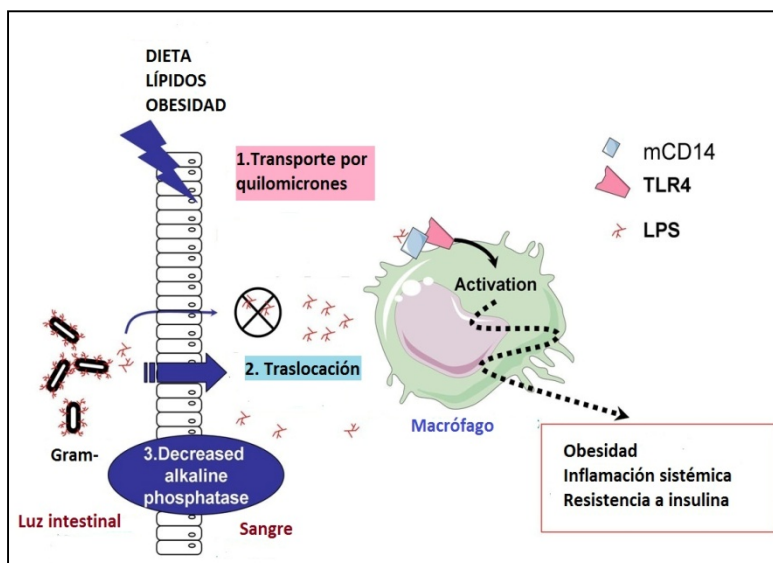 DIETA
LÍPIDOS
OBESIDAD
1.Transporte por
quilomicrones
mCD14
TLR4
LPS
Activation
2. Traslocación
Macrófago
Gram-
3.Decreased
alkaline
phosphatase
Luz intestinal
Sangre
Obesidad
Inflamación sistémica
Resistencia a insulina